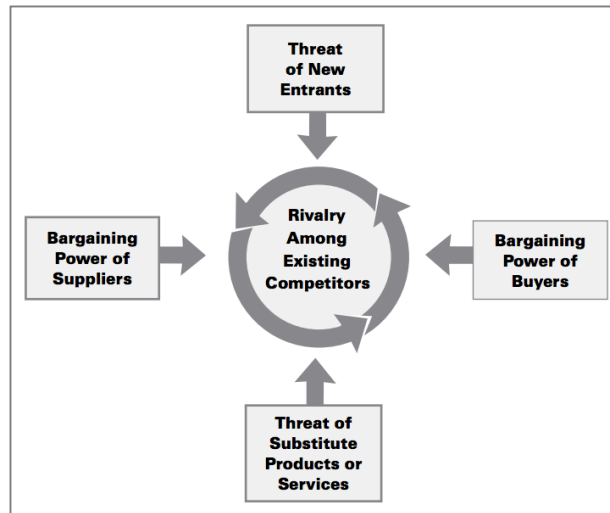 Threat
of New
Entrants
Rivalry
Among
Existing
Competitors
Bargaining
Power of
Suppliers
Bargaining
Power of
Buyers
Threat of
Substitute
Products or
Services